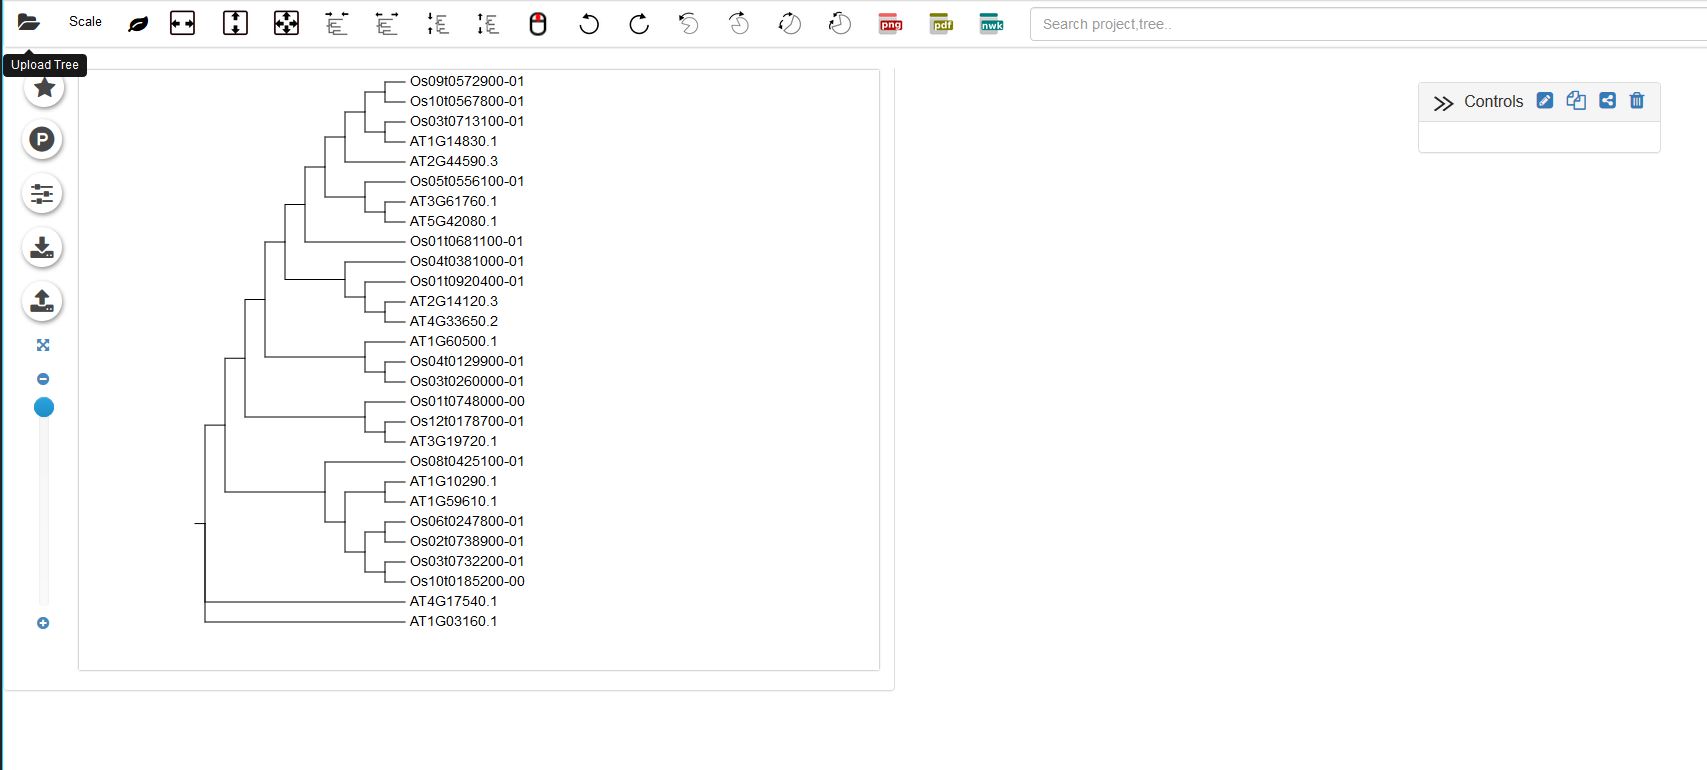 Scale
png
pdf
nwk
Search project,tree..
Upload Tree
P
Controls
Os09t0572900-01
Os10t0567800-01
Os03t0713100-01
AT1G14830.1
AT2G44590.3
Os05t0556100-01
AT3G61760.1
AT5G42080.1
Os01t0681100-01
Os04t0381000-01
Os01t0920400-01
AT2G14120.3
AT4G33650.2
AT1G60500.1
Os04t0129900-01
Os03t0260000-01
Os01t0748000-00
Os12t0178700-01
AT3G19720.1
Os08t0425100-01
AT1G10290.1
AT1G59610.1
Os06t0247800-01
Os02t0738900-01
Os03t0732200-01
Os10t0185200-00
AT4G17540.1
AT1G03160.1